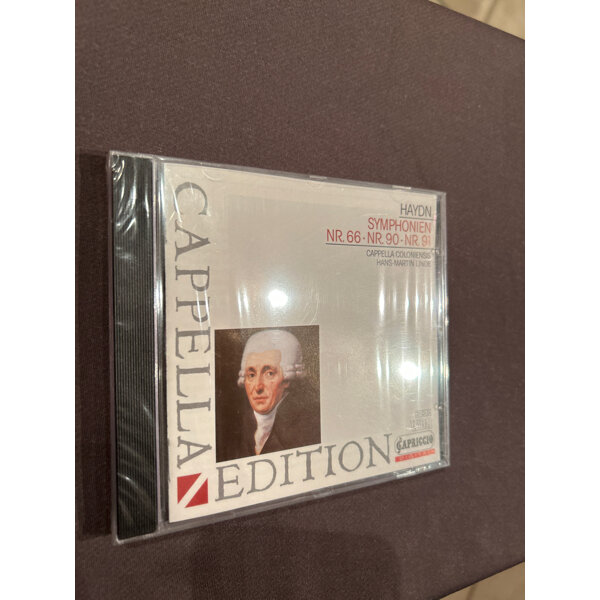 HAYDN
SYMPHONIEN
NR. 66 · NR. 90 · NR. 91
CAPPELLA COLONIENSIS
HANS-MARTIN LINDE
CAPPELLA
EDITION
CAPRICCIO